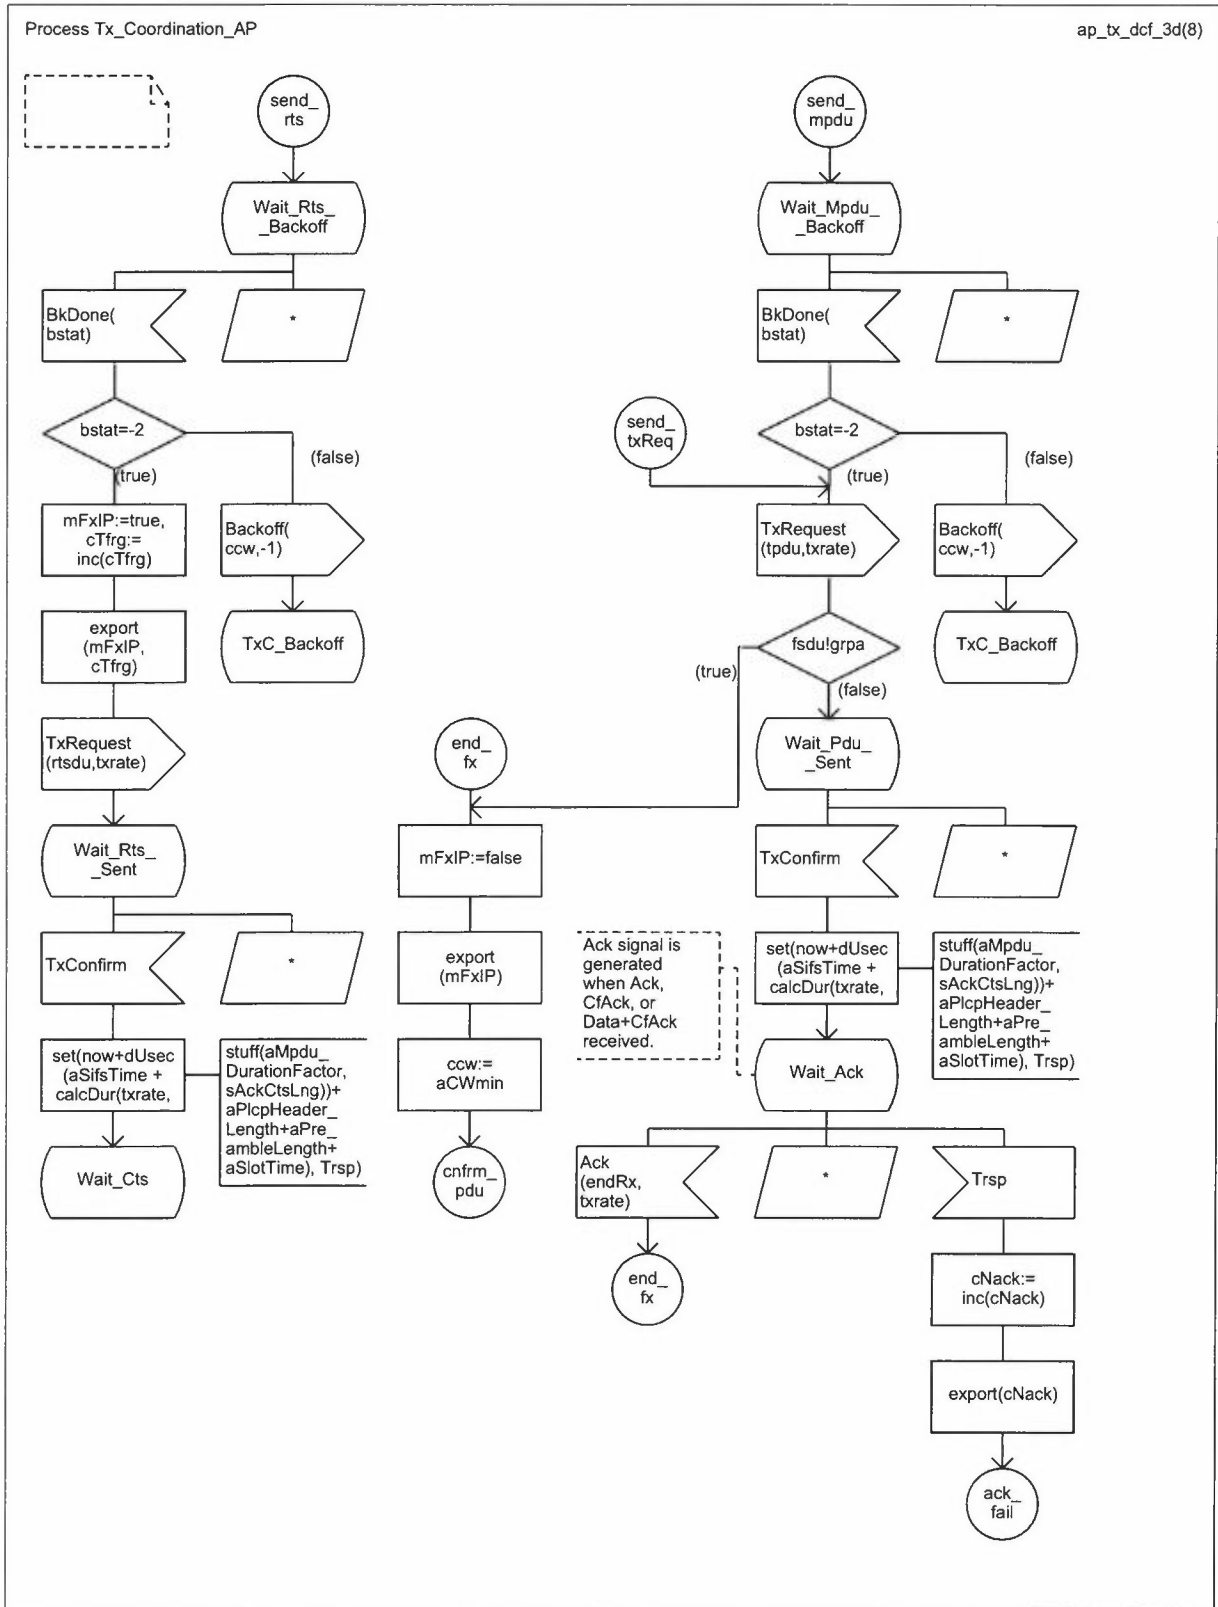 Process Tx_Coordination_AP
ap_tx_dcf_3d(8)
send_
rts
Wait_Rts_
_Backoff
BkDone(
bstat)
*
bstat=-2
(true)
(false)
mFxIP:=true,
cTfrg:=
inc(cTfrg)
Backoff(
ccw,-1)
export
(mFxIP,
cTfrg)
TxC_Backoff
TxRequest
(rtsdu,txrate)
Wait_Rts_
_Sent
TxConfirm
*
set(now+dUsec
(aSifsTime +
calcDur(txrate,
stuff(aMpdu_
DurationFactor,
sAckCtsLng))+
aPlcpHeader_
Length+aPre_
ambleLength+
aSlotTime), Trsp)
Wait_Cts
send_
mpdu
Wait_Mpdu_
_Backoff
BkDone(
bstat)
*
send_
txReq
bstat=-2
(true)
(false)
TxRequest
(tpdu,txrate)
Backoff(
ccw,-1)
fsdu!grpa
(true)
(false)
TxC_Backoff
end_
fx
mFxIP:=false
export
(mFxIP)
ccw:=
aCWmin
cnfrm_
pdu
Wait_Pdu_
_Sent
TxConfirm
*
Ack signal is
generated
when Ack,
CfAck, or
Data+CfAck
received.
set(now+dUsec
(aSifsTime +
calcDur(txrate,
stuff(aMpdu_
DurationFactor,
sAckCtsLng))+
aPlcpHeader_
Length+aPre_
ambleLength+
aSlotTime), Trsp)
Wait_Ack
Ack
(endRx,
txrate)
*
Trsp
end_
fx
cNack:=
inc(cNack)
export(cNack)
ack_
fail